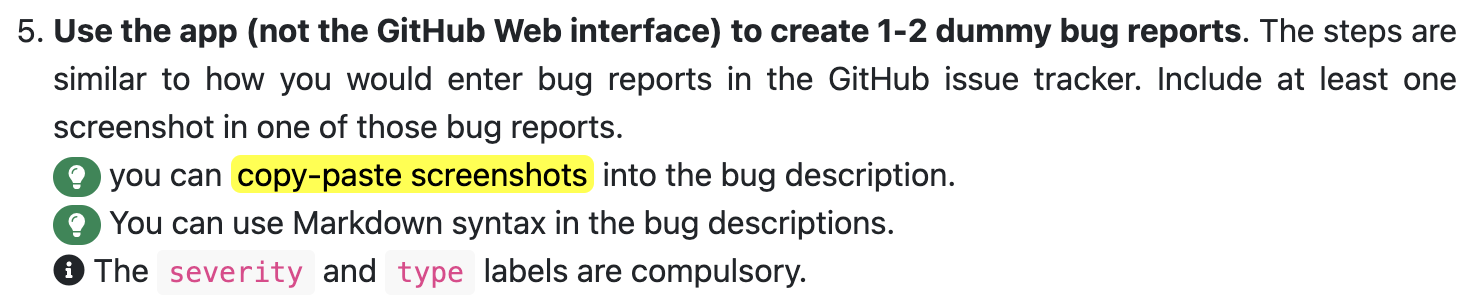 5. Use the app (not the GitHub Web interface) to create 1-2 dummy bug reports. The steps are
similar to how you would enter bug reports in the GitHub issue tracker. Include at least one
screenshot in one of those bug reports.
you can copy-paste screenshots into the bug description.
You can use Markdown syntax in the bug descriptions.
The severity and type labels are compulsory.